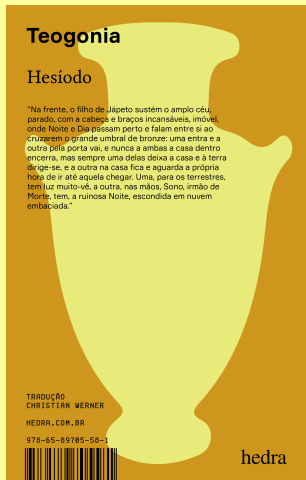 Teogonia
Hesíodo
"Na frente, o filho de Jápeto sustém o amplo céu,
parado, com a cabeça e braços incansáveis, imóvel,
onde Noite e Dia passam perto e falam entre si ao
cruzarem o grande umbral de bronze: uma entra e a
outra pela porta vai, e nunca a ambas a casa dentro
encerra, mas sempre uma delas deixa a casa e à terra
dirige-se, e a outra na casa fica e aguarda a própria
hora de ir até aquela chegar. Uma, para os terrestres,
tem luz muito-vê, a outra, nas mãos, Sono, irmão de
Morte, tem, a ruinosa Noite, escondida em nuvem
embaciada."
TRADUÇÃO
CHRISTIAN WERNER
HEDRA.COM.BR
978-65-89705-58-1
hedra